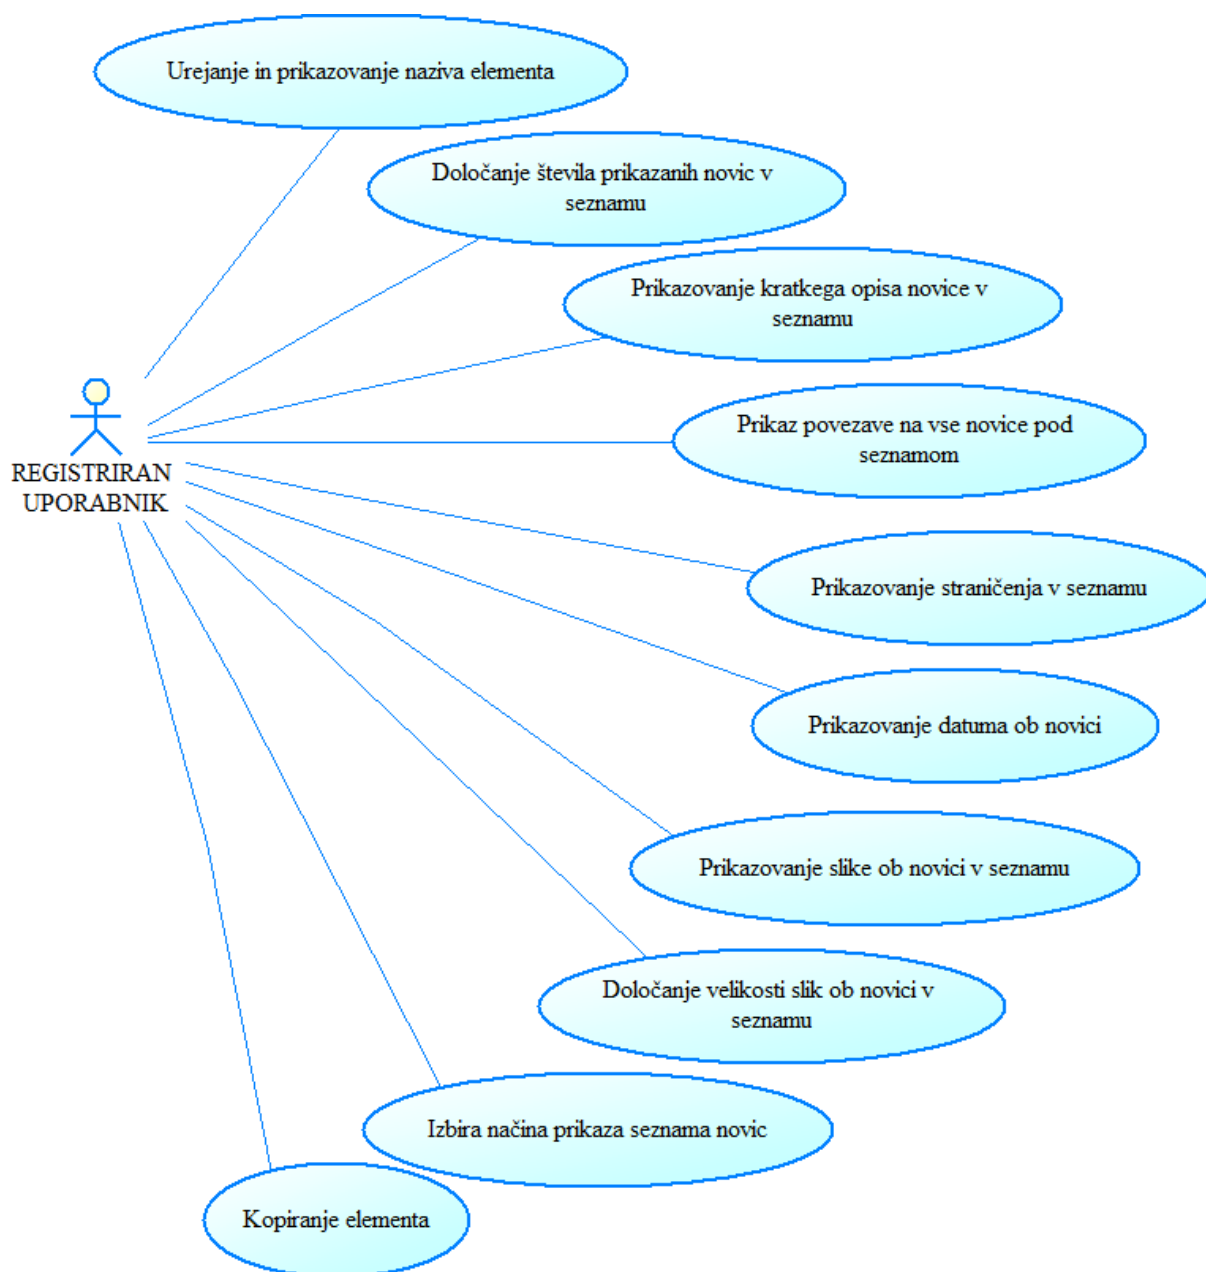 Urejanje in prikazovanje naziva elementa
Določanje števila prikazanih novic v
seznamu
Prikazovanje kratkega opisa novice v
seznamu
Prikaz povezave na vse novice pod
seznamom
REGISTRIRAN
UPORABNIK
Prikazovanje straničenja v seznamu
Prikazovanje datuma ob novici
Prikazovanje slike ob novici v seznamu
Določanje velikosti slik ob novici v
seznamu
Izbira načina prikaza seznama novic
Kopiranje elementa